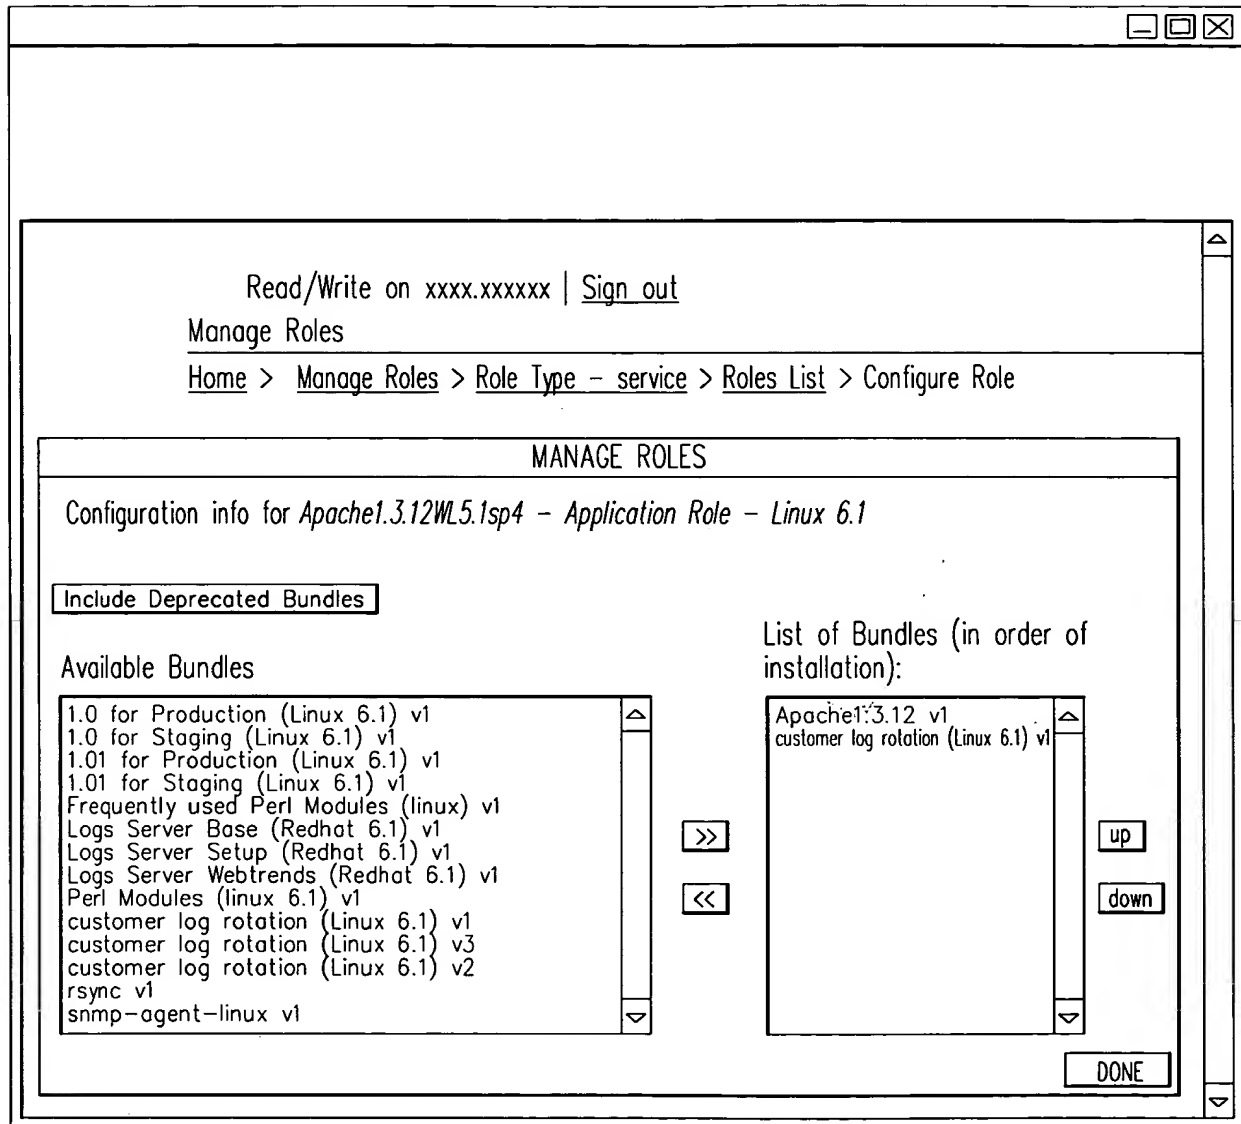 Read/Write on xxxx.xxxxxx | Sign out
Manage Roles
Home > Manage Roles > Role Type – service > Roles List > Configure Role
MANAGE ROLES
Configuration info for Apache1.3.12WL5.1sp4 – Application Role – Linux 6.1
Include Deprecated Bundles
Available Bundles
1.0 for Production (Linux 6.1) v1
1.0 for Staging (Linux 6.1) v1
1.01 for Production (Linux 6.1) v1
1.01 for Staging (Linux 6.1) v1
Frequently used Perl Modules (linux) v1
Logs Server Base (Redhat 6.1) v1
Logs Server Setup (Redhat 6.1) v1
Logs Server Webtrends (Redhat 6.1) v1
Perl Modules (linux 6.1) v1
customer log rotation (Linux 6.1) v1
customer log rotation (Linux 6.1) v3
customer log rotation (Linux 6.1) v2
rsync v1
snmp-agent-linux v1
>>
<<
List of Bundles (in order of
installation):
Apache1.3.12 v1
customer log rotation (Linux 6.1) v1
up
down
DONE